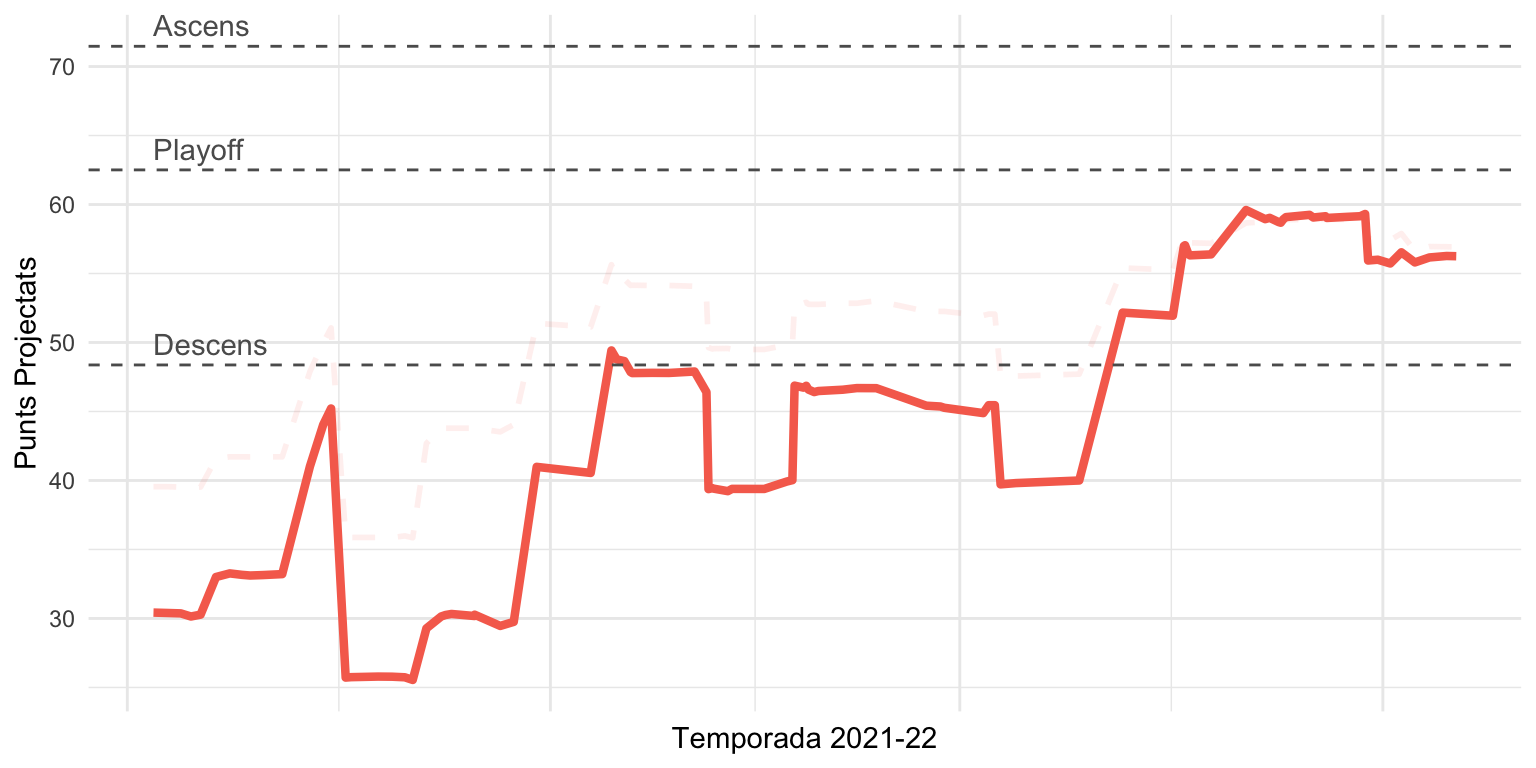 Ascens
70
Playoff
60
Punts Projectats
50
Descens
40
30
Temporada 2021-22